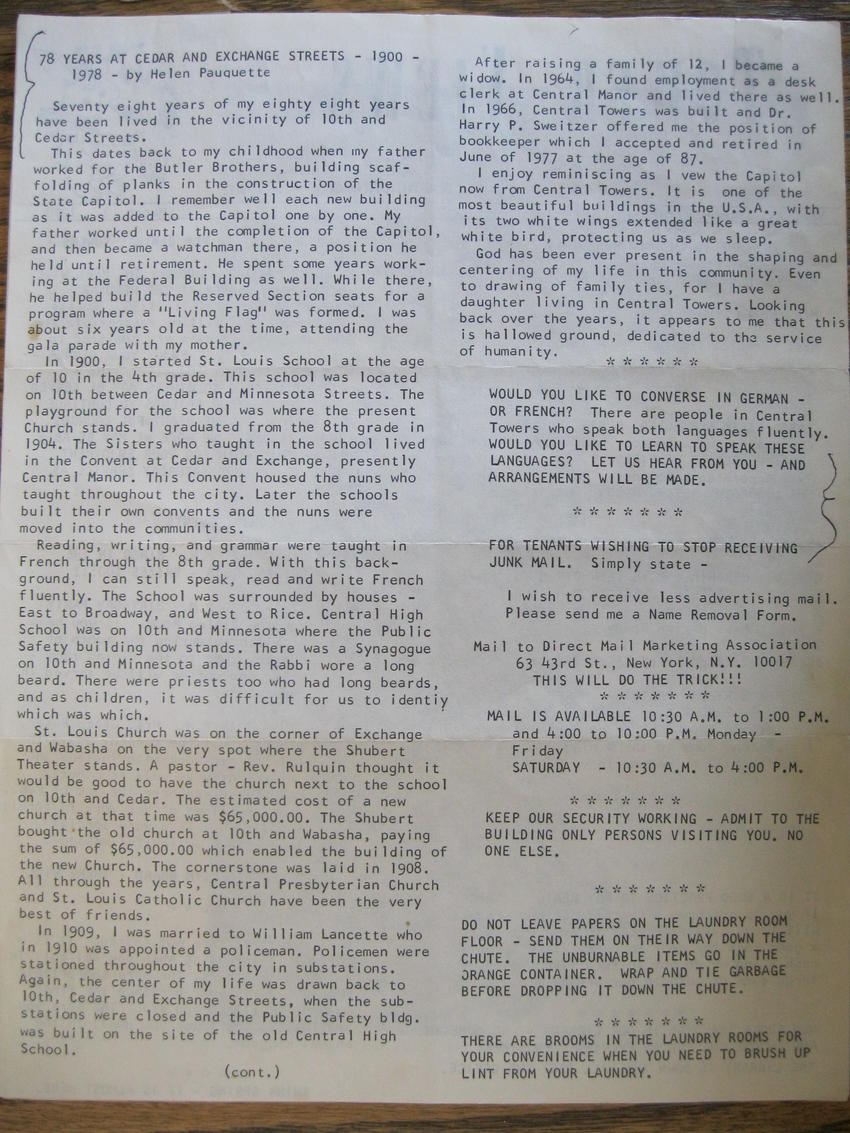 78 YEARS AT CEDAR AND EXCHANGE STREETS - 1900 -
1978 - by Helen Pauquette
Seventy eight years of my eighty eight years
have been lived in the vicinity of 10th and
Cedar Streets.
This dates back to my childhood when my father
worked for the Butler Brothers, building scaf-
folding of planks in the construction of the
State Capitol. I remember well each new building
as it was added to the Capitol one by one. My
father worked until the completion of the Capitol,
and then became a watchman there, a position he
held until retirement. He spent some years work-
ing at the Federal Building as well. While there,
he helped build the Reserved Section seats for a
program where a "Living Flag" was formed. I was
about six years old at the time, attending the
gala parade with my mother.
In 1900, I started St. Louis School at the age
of 10 in the 4th grade. This school was located
on 10th between Cedar and Minnesota Streets. The
playground for the school was where the present
Church stands. I graduated from the 8th grade in
1904. The Sisters who taught in the school lived
in the Convent at Cedar and Exchange, presently
Central Manor. This Convent housed the nuns who
taught throughout the city. Later the schools
built their own convents and the nuns were
moved into the communities.
Reading, writing, and grammar were taught in
French through the 8th grade. With this back-
ground, I can still speak, read and write French
fluently. The School was surrounded by houses -
East to Broadway, and West to Rice. Central High
School was on 10th and Minnesota where the Public
Safety building now stands. There was a Synagogue
on 10th and Minnesota and the Rabbi wore a long
beard. There were priests too who had long beards,
and as children, it was difficult for us to identiy
which was which.
St. Louis Church was on the corner of Exchange
and Wabasha on the very spot where the Shubert
Theater stands. A pastor - Rev. Rulquin thought it
would be good to have the church next to the school
on 10th and Cedar. The estimated cost of a new
church at that time was $65,000.00. The Shubert
bought the old church at 10th and Wabasha, paying
the sum of $65,000.00 which enabled the building of
the new Church. The cornerstone was laid in 1908.
All through the years, Central Presbyterian Church
and St. Louis Catholic Church have been the very
best of friends.
In 1909, I was married to William Lancette who
in 1910 was appointed a policeman. Policemen were
stationed throughout the city in substations.
Again, the center of my life was drawn back to
10th, Cedar and Exchange Streets, when the sub-
stations were closed and the Public Safety bldg.
was built on the site of the old Central High
School.
(cont.)
After raising a family of 12, I became a
widow. In 1964, I found employment as a desk
clerk at Central Manor and lived there as well.
In 1966, Central Towers was built and Dr.
Harry P. Sweitzer offered me the position of
bookkeeper which I accepted and retired in
June of 1977 at the age of 87.
I enjoy reminiscing as I vew the Capitol
now from Central Towers. It is one of the
most beautiful buildings in the U.S.A., with
its two white wings extended like a great
white bird, protecting us as we sleep.
God has been ever present in the shaping and
centering of my life in this community. Even
to drawing of family ties, for I have a
daughter living in Central Towers. Looking
back over the years, it appears to me that this
is hallowed ground, dedicated to the service
of humanity.
* * * * * *
WOULD YOU LIKE TO CONVERSE IN GERMAN -
OR FRENCH? There are people in Central
Towers who speak both languages fluently.
WOULD YOU LIKE TO LEARN TO SPEAK THESE
LANGUAGES? LET US HEAR FROM YOU - AND
ARRANGEMENTS WILL BE MADE.
* * * * * * *
FOR TENANTS WISHING TO STOP RECEIVING
JUNK MAIL. Simply state -
I wish to receive less advertising mail.
Please send me a Name Removal Form.
Mail to Direct Mail Marketing Association
63 43rd St., New York, N.Y. 10017
THIS WILL DO THE TRICK!!!
* * * * * * *
MAIL IS AVAILABLE 10:30 A.M. to 1:00 P.M.
and 4:00 to 10:00 P.M. Monday -
Friday
SATURDAY - 10:30 A.M. to 4:00 P.M.
* * * * * * *
KEEP OUR SECURITY WORKING - ADMIT TO THE
BUILDING ONLY PERSONS VISITING YOU. NO
ONE ELSE.
* * * * * * *
DO NOT LEAVE PAPERS ON THE LAUNDRY ROOM
FLOOR - SEND THEM ON THEIR WAY DOWN THE
CHUTE. THE UNBURNABLE ITEMS GO IN THE
ORANGE CONTAINER. WRAP AND TIE GARBAGE
BEFORE DROPPING IT DOWN THE CHUTE.
* * * * * * *
THERE ARE BROOMS IN THE LAUNDRY ROOMS FOR
YOUR CONVENIENCE WHEN YOU NEED TO BRUSH UP
LINT FROM YOUR LAUNDRY.